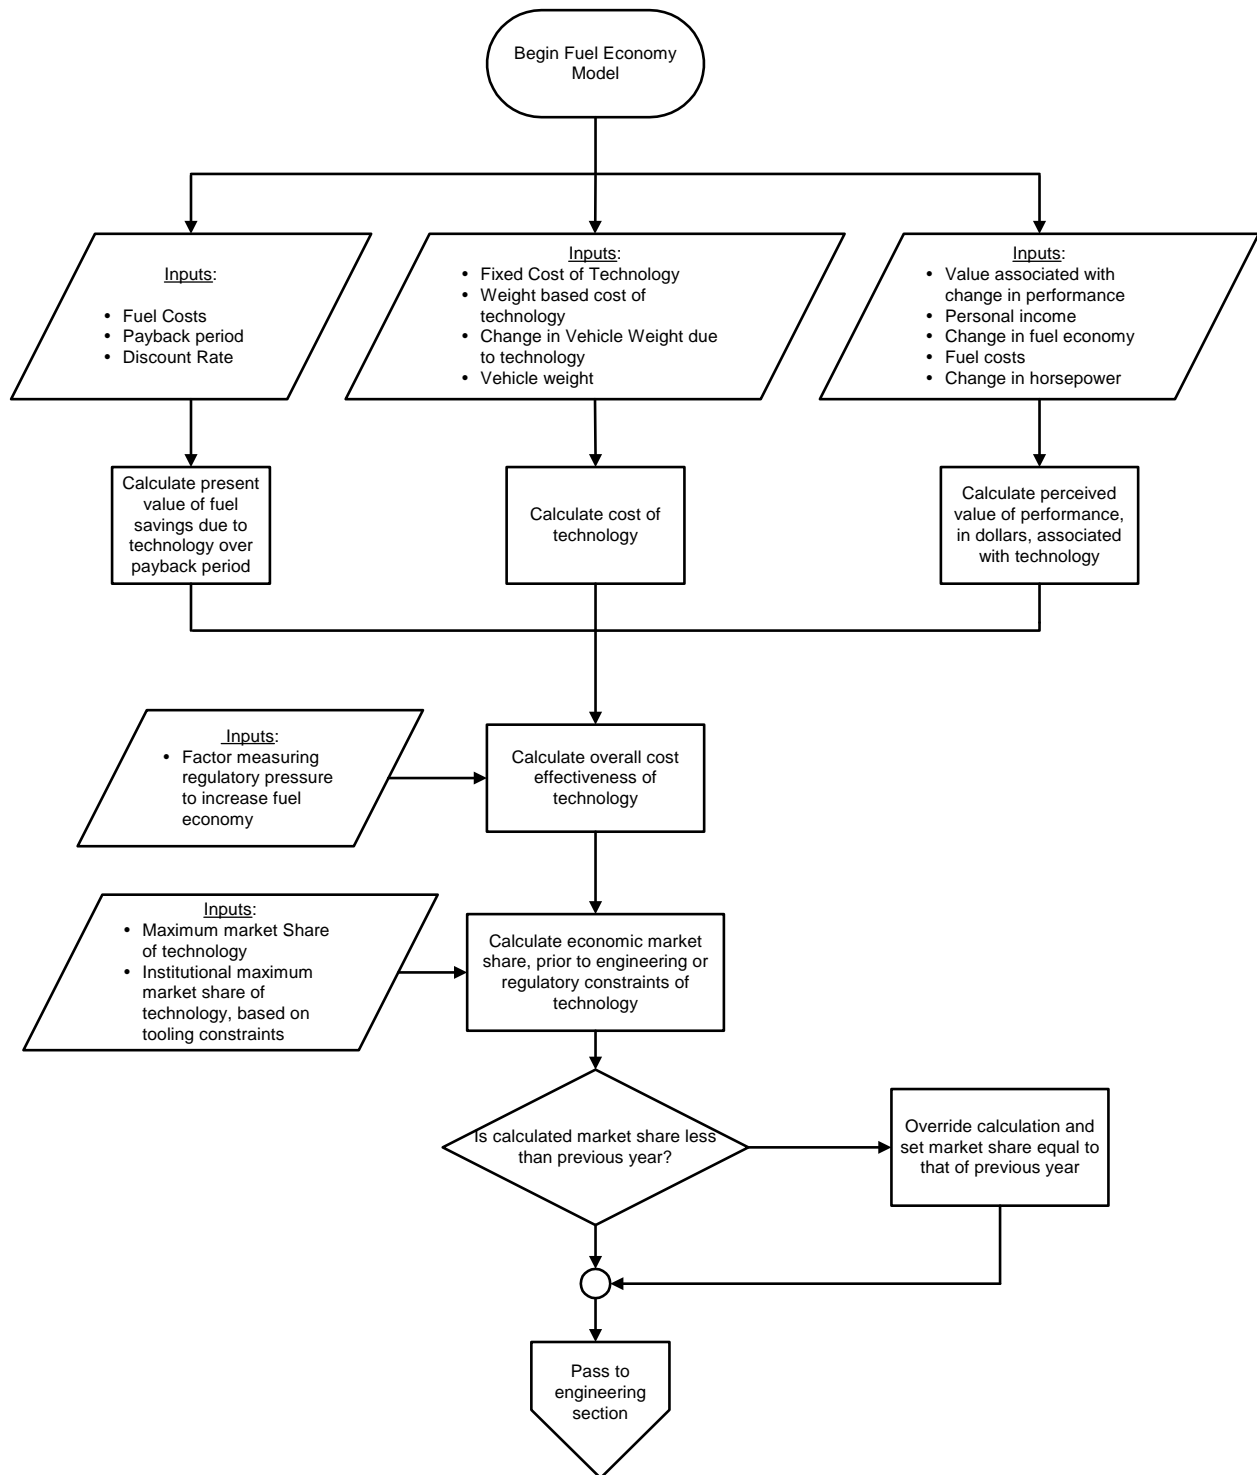 Begin Fuel Economy
Model
Inputs:
• Fuel Costs
• Payback period
• Discount Rate
Inputs:
• Fixed Cost of Technology
• Weight based cost of
technology
• Change in Vehicle Weight due
to technology
• Vehicle weight
Inputs:
• Value associated with
change in performance
• Personal income
• Change in fuel economy
• Fuel costs
• Change in horsepower
Calculate present
value of fuel
savings due to
technology over
payback period
Calculate cost of
technology
Calculate perceived
value of performance,
in dollars, associated
with technology
Inputs:
• Factor measuring
regulatory pressure
to increase fuel
economy
Calculate overall cost
effectiveness of
technology
Inputs:
• Maximum market Share
of technology
• Institutional maximum
market share of
technology, based on
tooling constraints
Calculate economic market
share, prior to engineering or
regulatory constraints of
technology
Is calculated market share less
than previous year?
Override calculation and
set market share equal to
that of previous year
Pass to
engineering
section